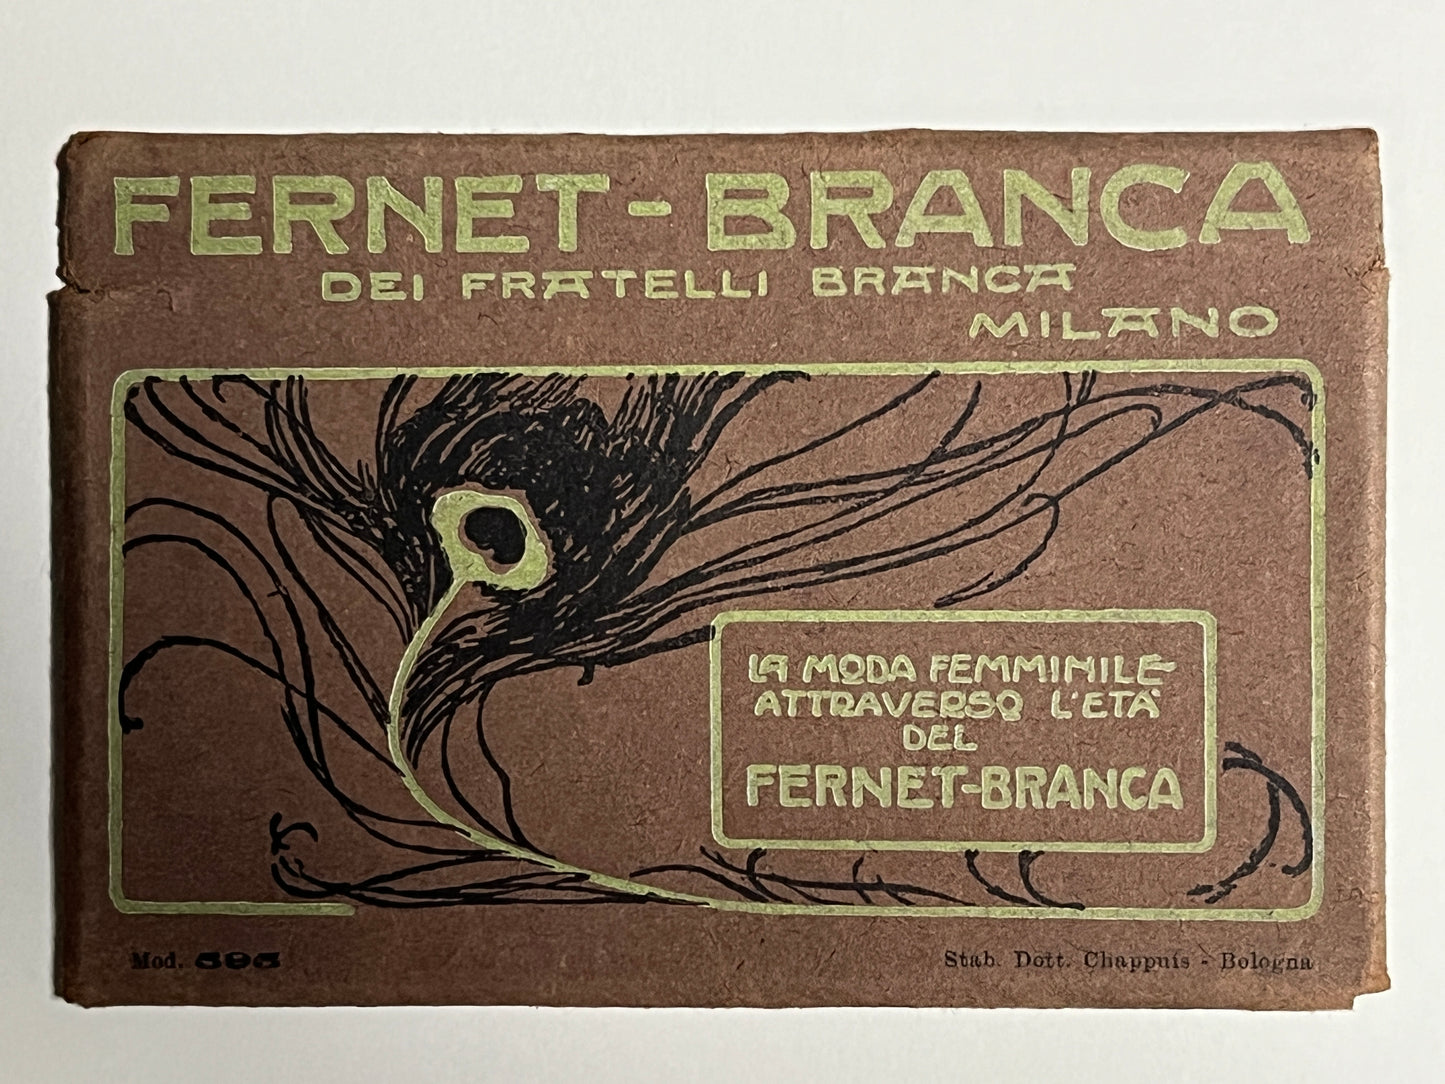 FERNET-BRANCA
DEI FRATELLI BRANCA
MILANO
LA MODA FEMMINILE
ATTRAVERSO L'ETÀ
DEL
FERNET-BRANCA
Mod.
Stab. Dott. Chappuis - Bologna